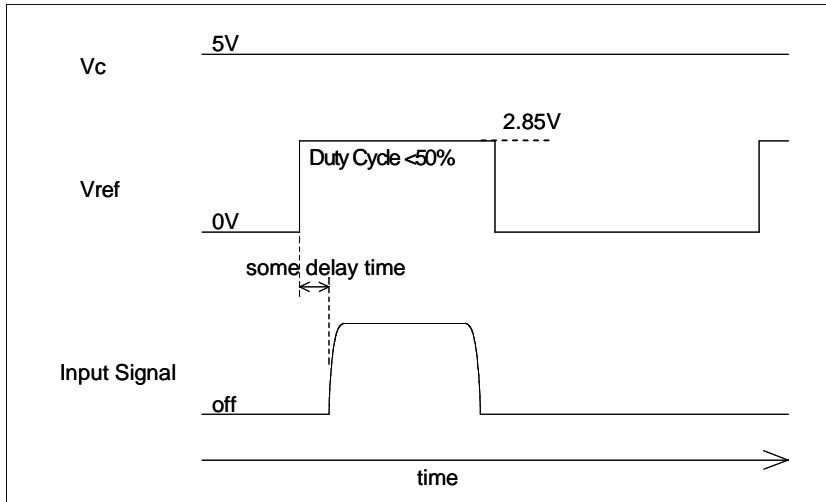 5V
Vc
2.85V
Duty Cycle <50%
Vref
0V
some delay time
Input Signal
off
time